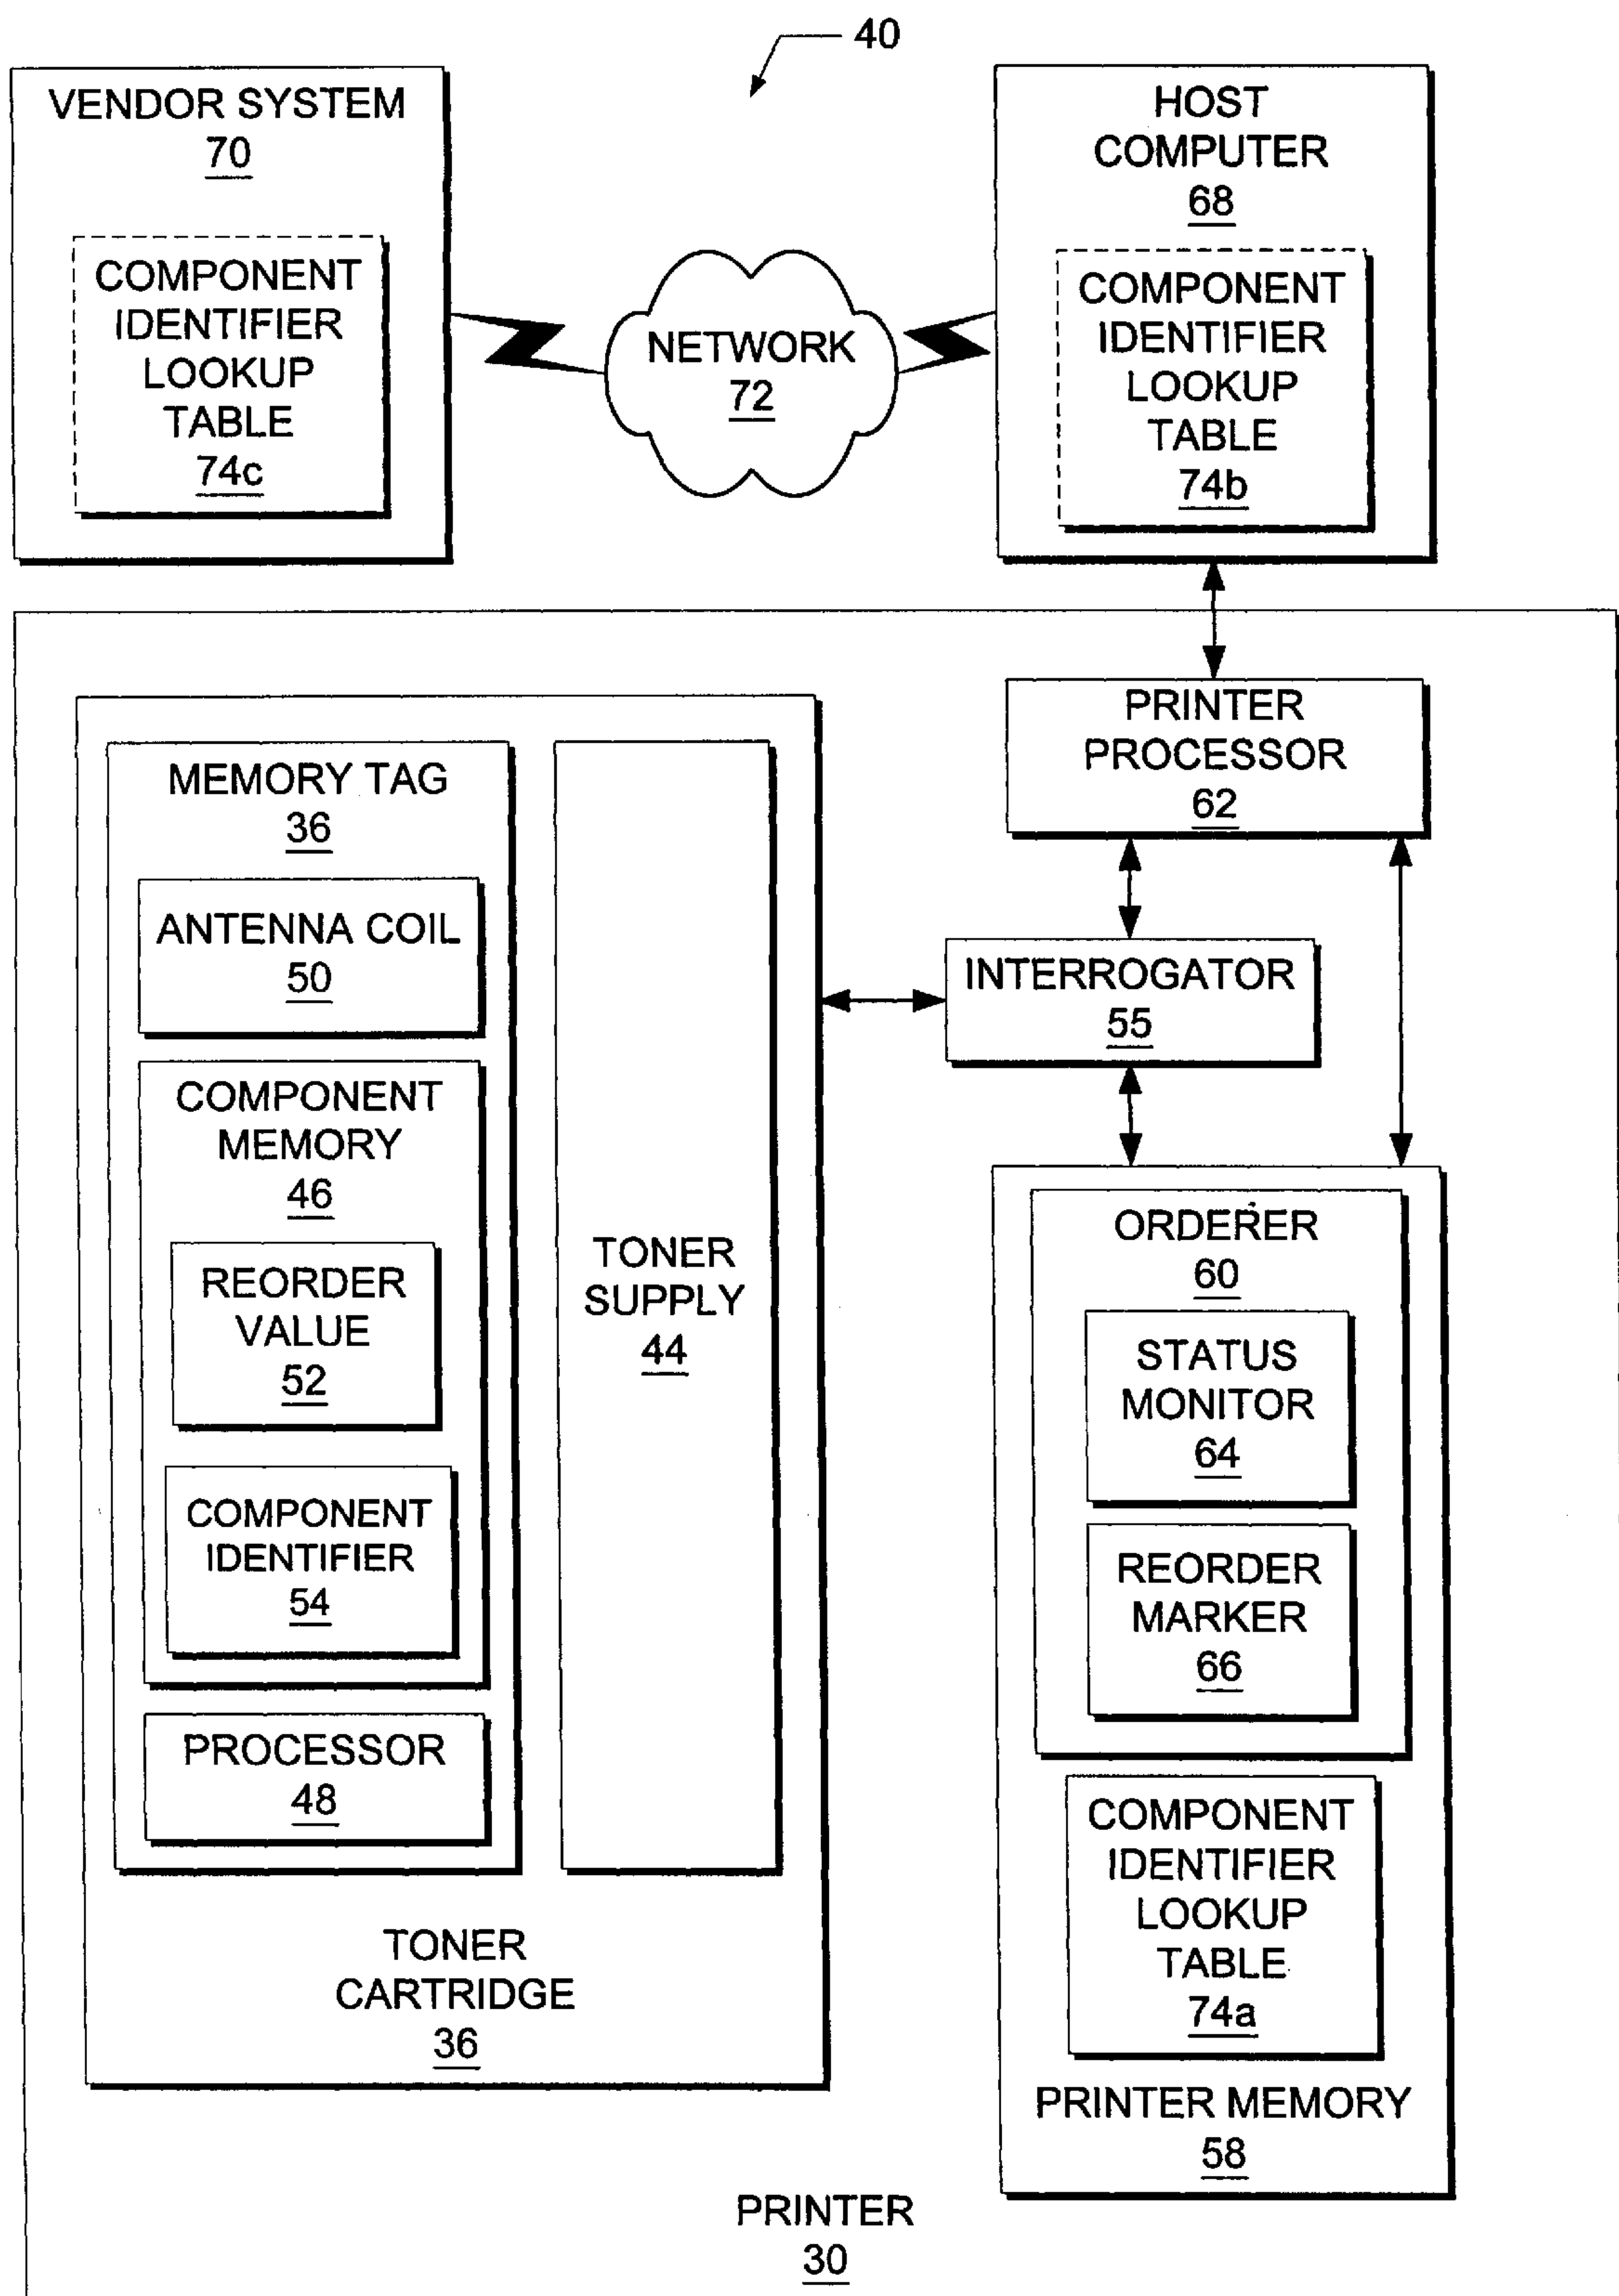 40
VENDOR SYSTEM
70
COMPONENT
IDENTIFIER
LOOKUP
TABLE
74c
NETWORK
72
HOST
COMPUTER
68
COMPONENT
IDENTIFIER
LOOKUP
TABLE
74b
PRINTER
PROCESSOR
62
MEMORY TAG
36
ANTENNA COIL
50
COMPONENT
MEMORY
46
REORDER
VALUE
52
COMPONENT
IDENTIFIER
54
PROCESSOR
48
TONER
SUPPLY
44
TONER
CARTRIDGE
36
INTERROGATOR
55
ORDERER
60
STATUS
MONITOR
64
REORDER
MARKER
66
COMPONENT
IDENTIFIER
LOOKUP
TABLE
74a
PRINTER MEMORY
58
PRINTER
30